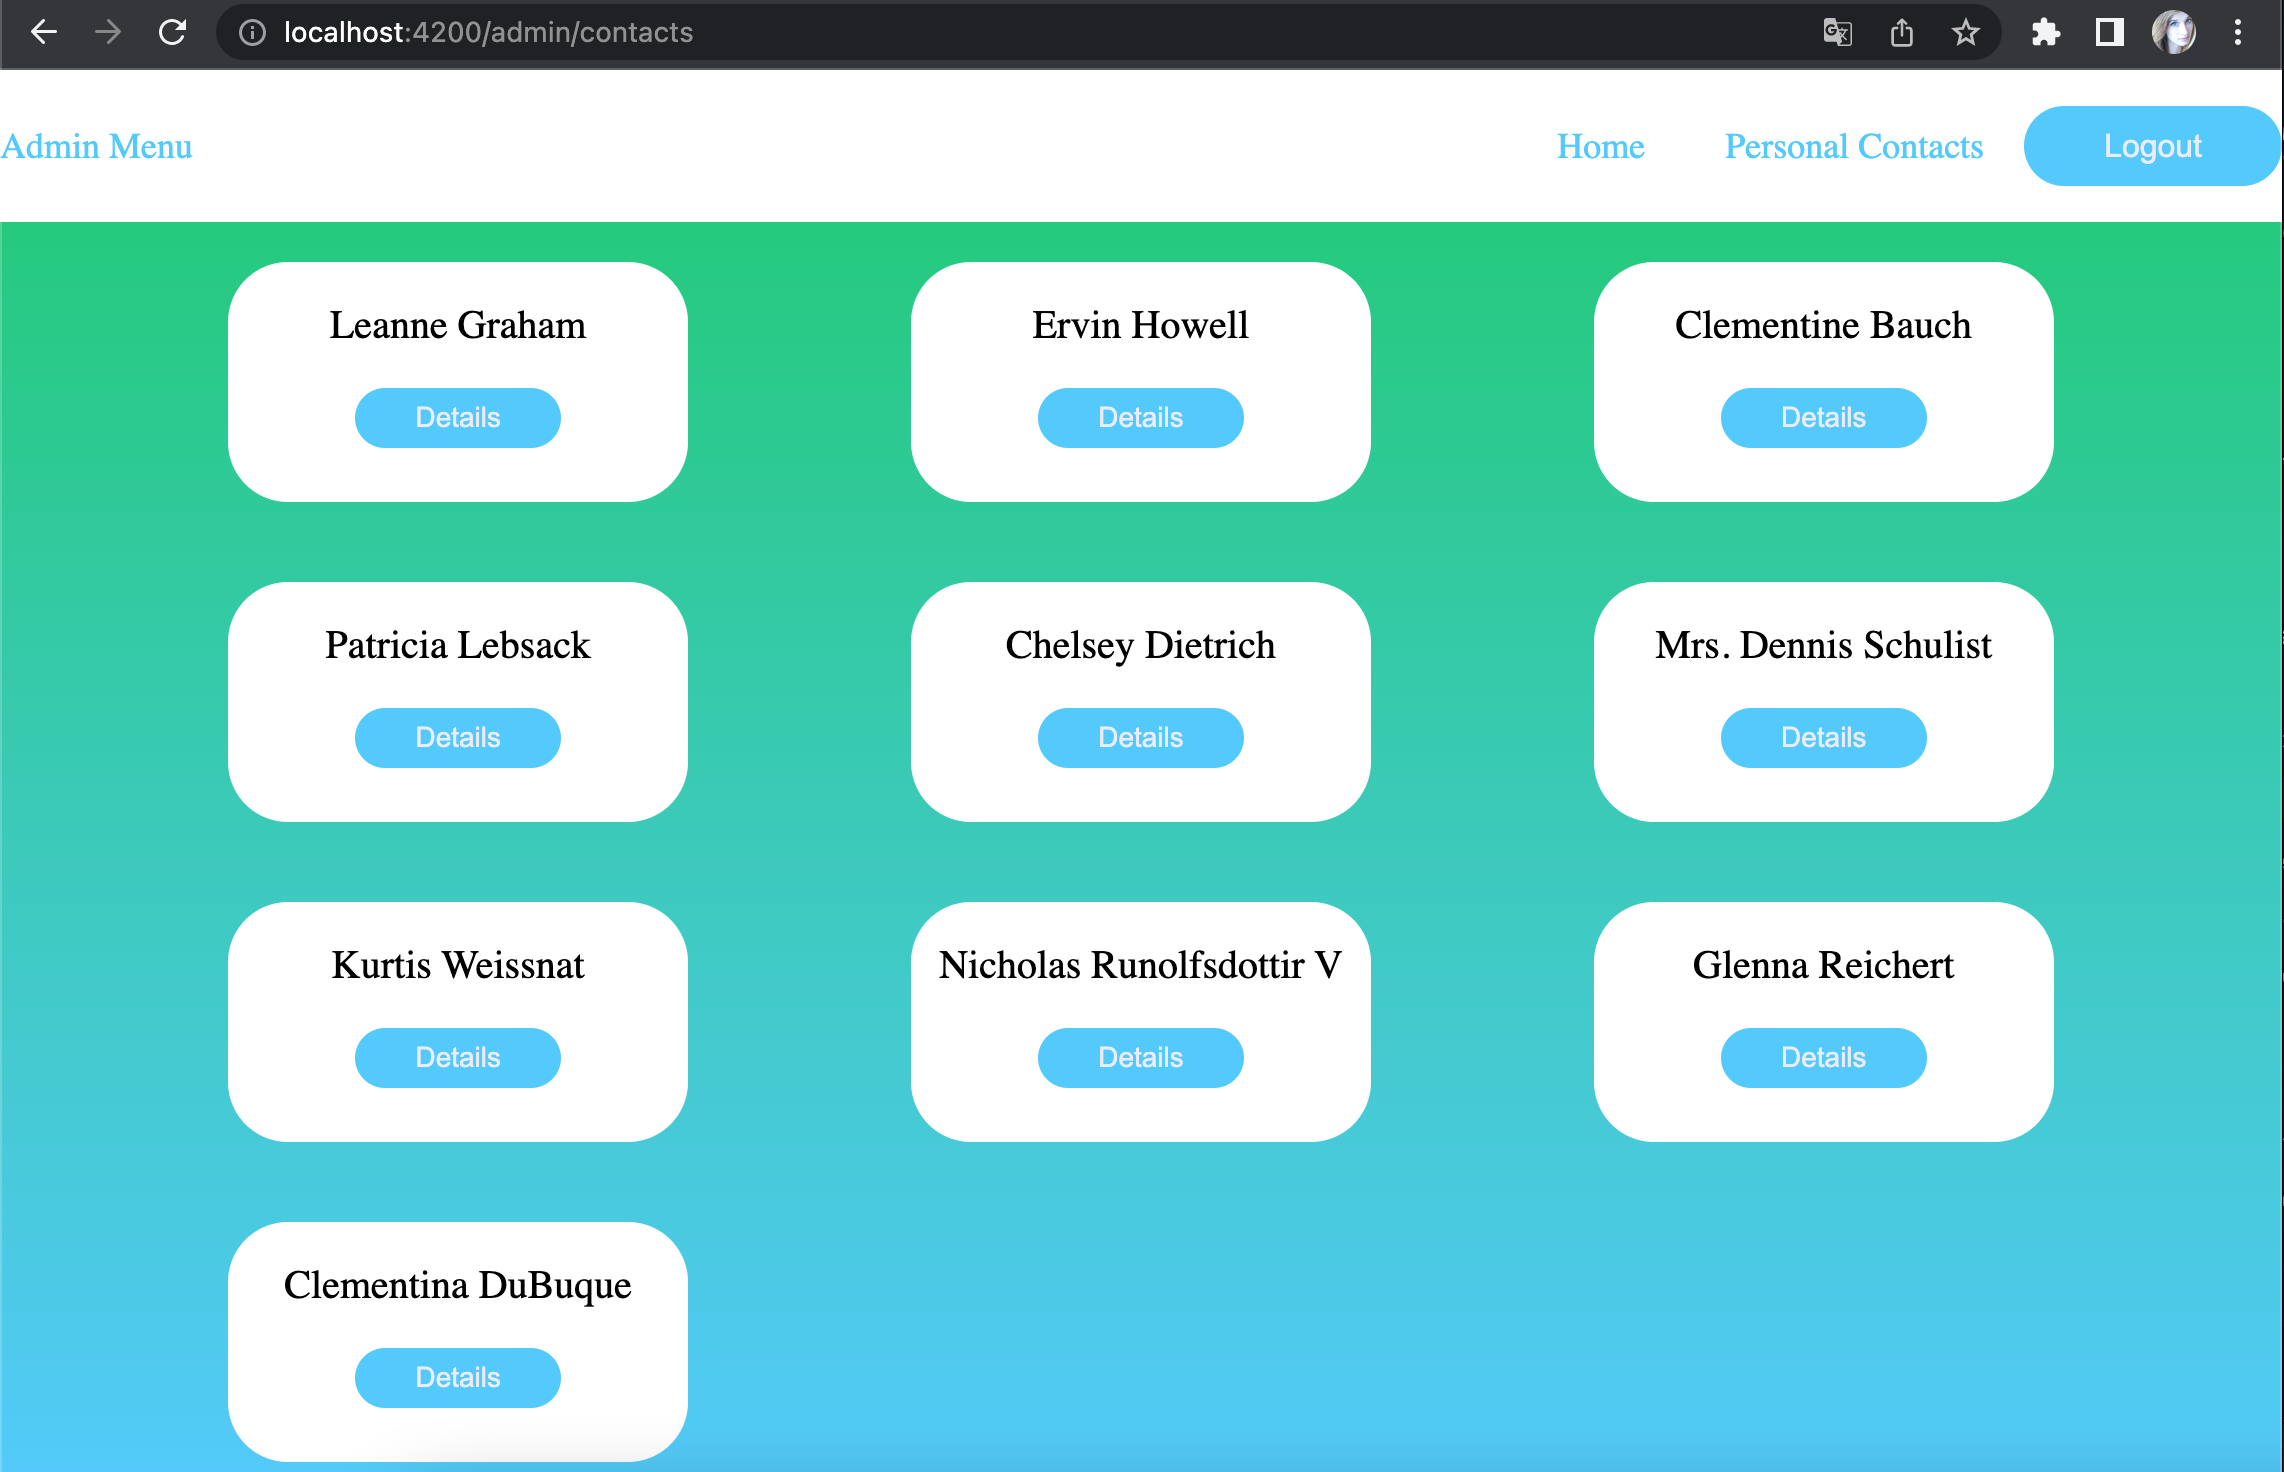 localhost:4200/admin/contacts
Admin Menu
Home
Personal Contacts
Logout
Leanne Graham
Details
Ervin Howell
Details
Clementine Bauch
Details
Patricia Lebsack
Details
Chelsey Dietrich
Details
Mrs. Dennis Schulist
Details
Kurtis Weissnat
Details
Nicholas Runolfsdottir V
Details
Glenna Reichert
Details
Clementina DuBuque
Details